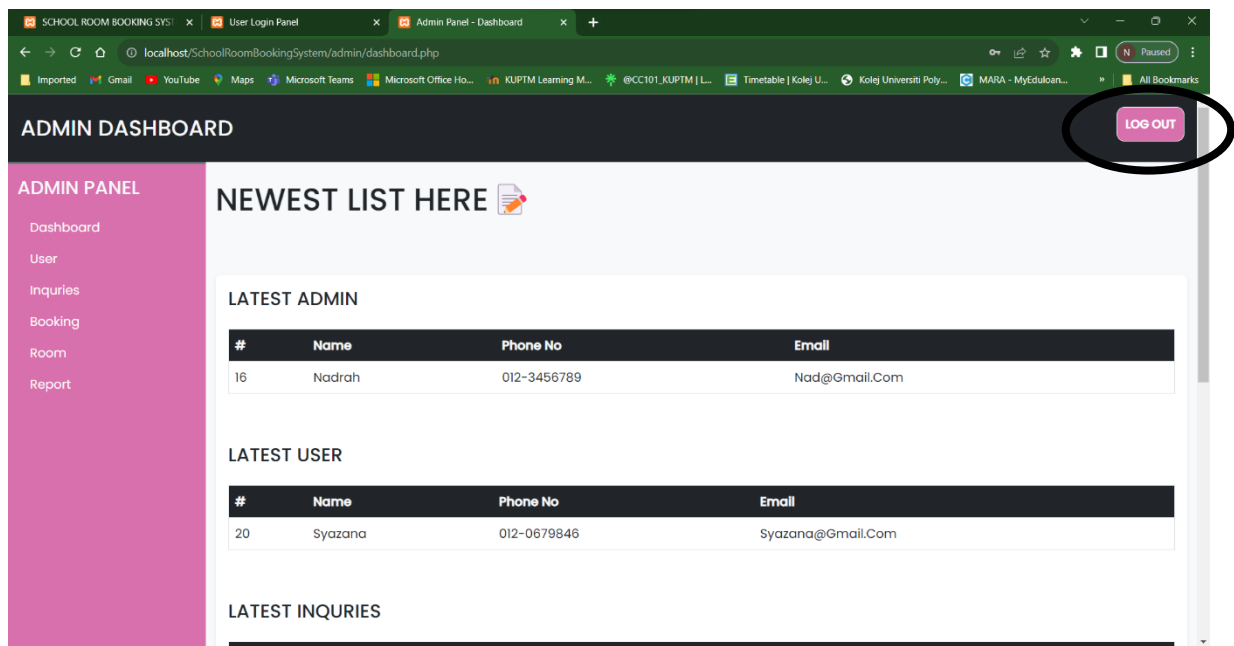 SCHOOL ROOM BOOKING SYST
User Login Panel
Admin Panel - Dashboard
localhost/SchoolRoomBookingSystem/admin/dashboard.php
N Paused
Imported Gmail YouTube Maps Microsoft Teams Microsoft Office Ho... KUPTM Learning M... @CC101_KUPTM | L... Timetable | Kolej U... Kolej Universiti Poly... MARA - MyEduloan... » All Bookmarks
ADMIN DASHBOARD
LOG OUT
ADMIN PANEL
Dashboard
User
Inquries
Booking
Room
Report
NEWEST LIST HERE
LATEST ADMIN
# Name Phone No Email
16 Nadrah 012-3456789 Nad@Gmail.Com
LATEST USER
# Name Phone No Email
20 Syazana 012-0679846 Syazana@Gmail.Com
LATEST INQURIES